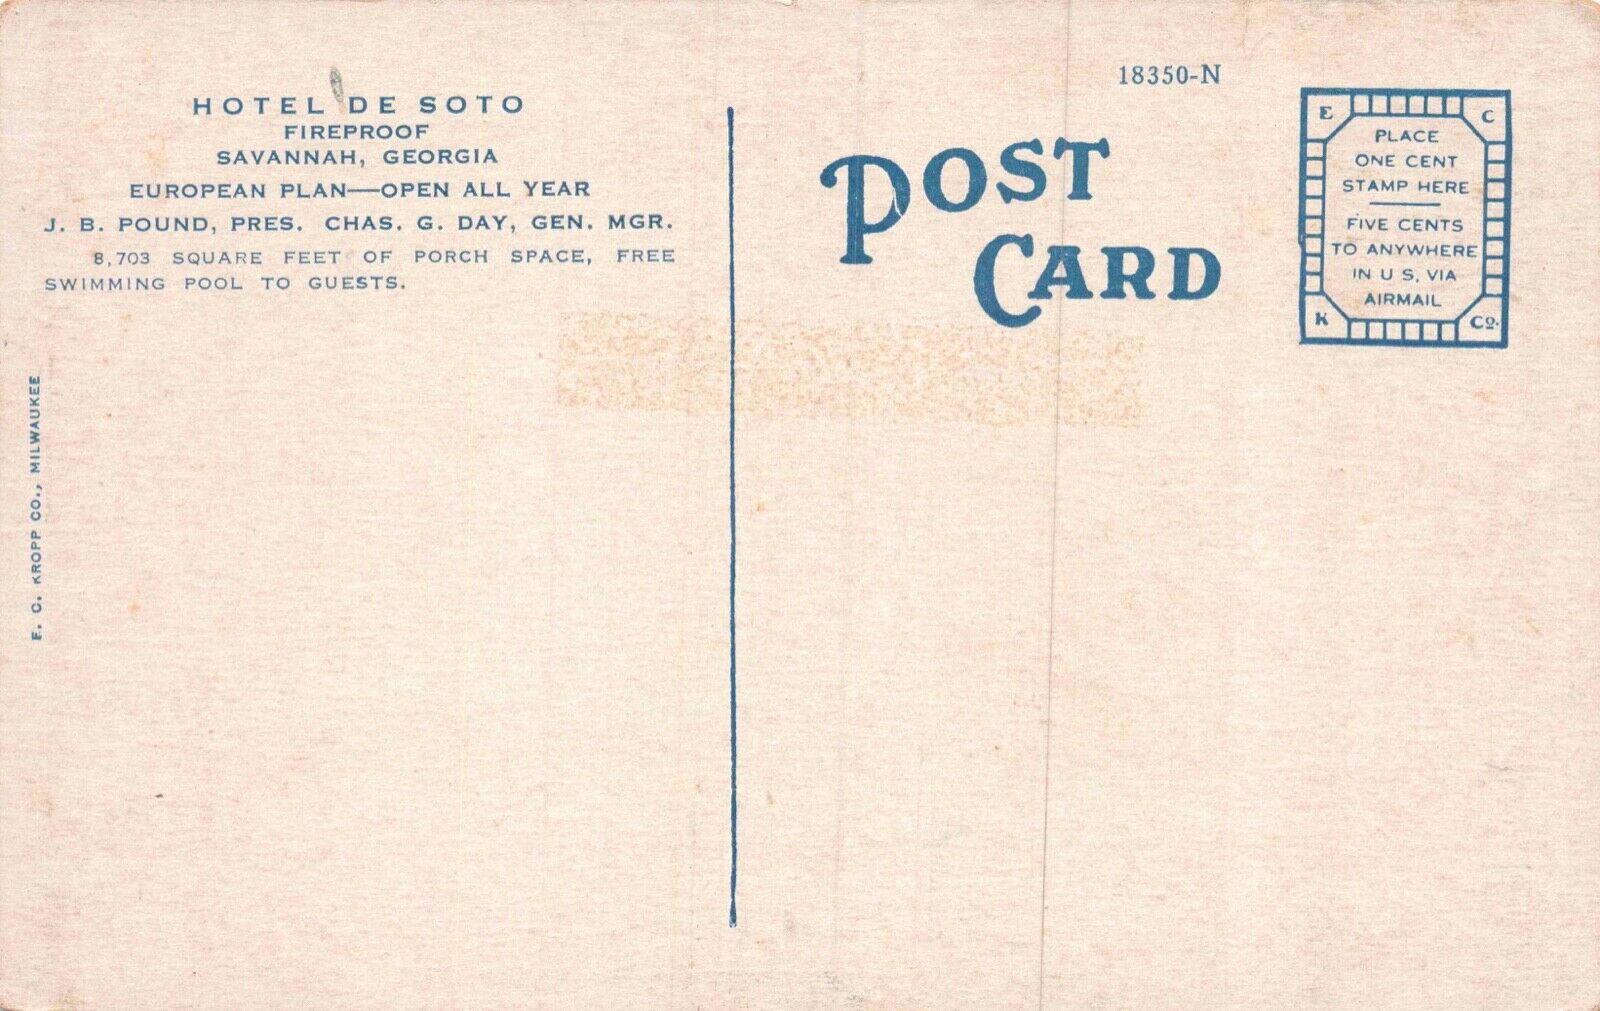 HOTEL DE SOTO
FIREPROOF
SAVANNAH, GEORGIA
EUROPEAN PLAN—OPEN ALL YEAR
J. B. POUND, PRES. CHAS. G. DAY, GEN. MGR.
8,703 SQUARE FEET OF PORCH SPACE, FREE
SWIMMING POOL TO GUESTS.
F. C. KROPP CO., MILWAUKEE
18350-N
POST
CARD
E C
PLACE
ONE CENT
STAMP HERE
FIVE CENTS
TO ANYWHERE
IN U S, VIA
AIRMAIL
K Co.